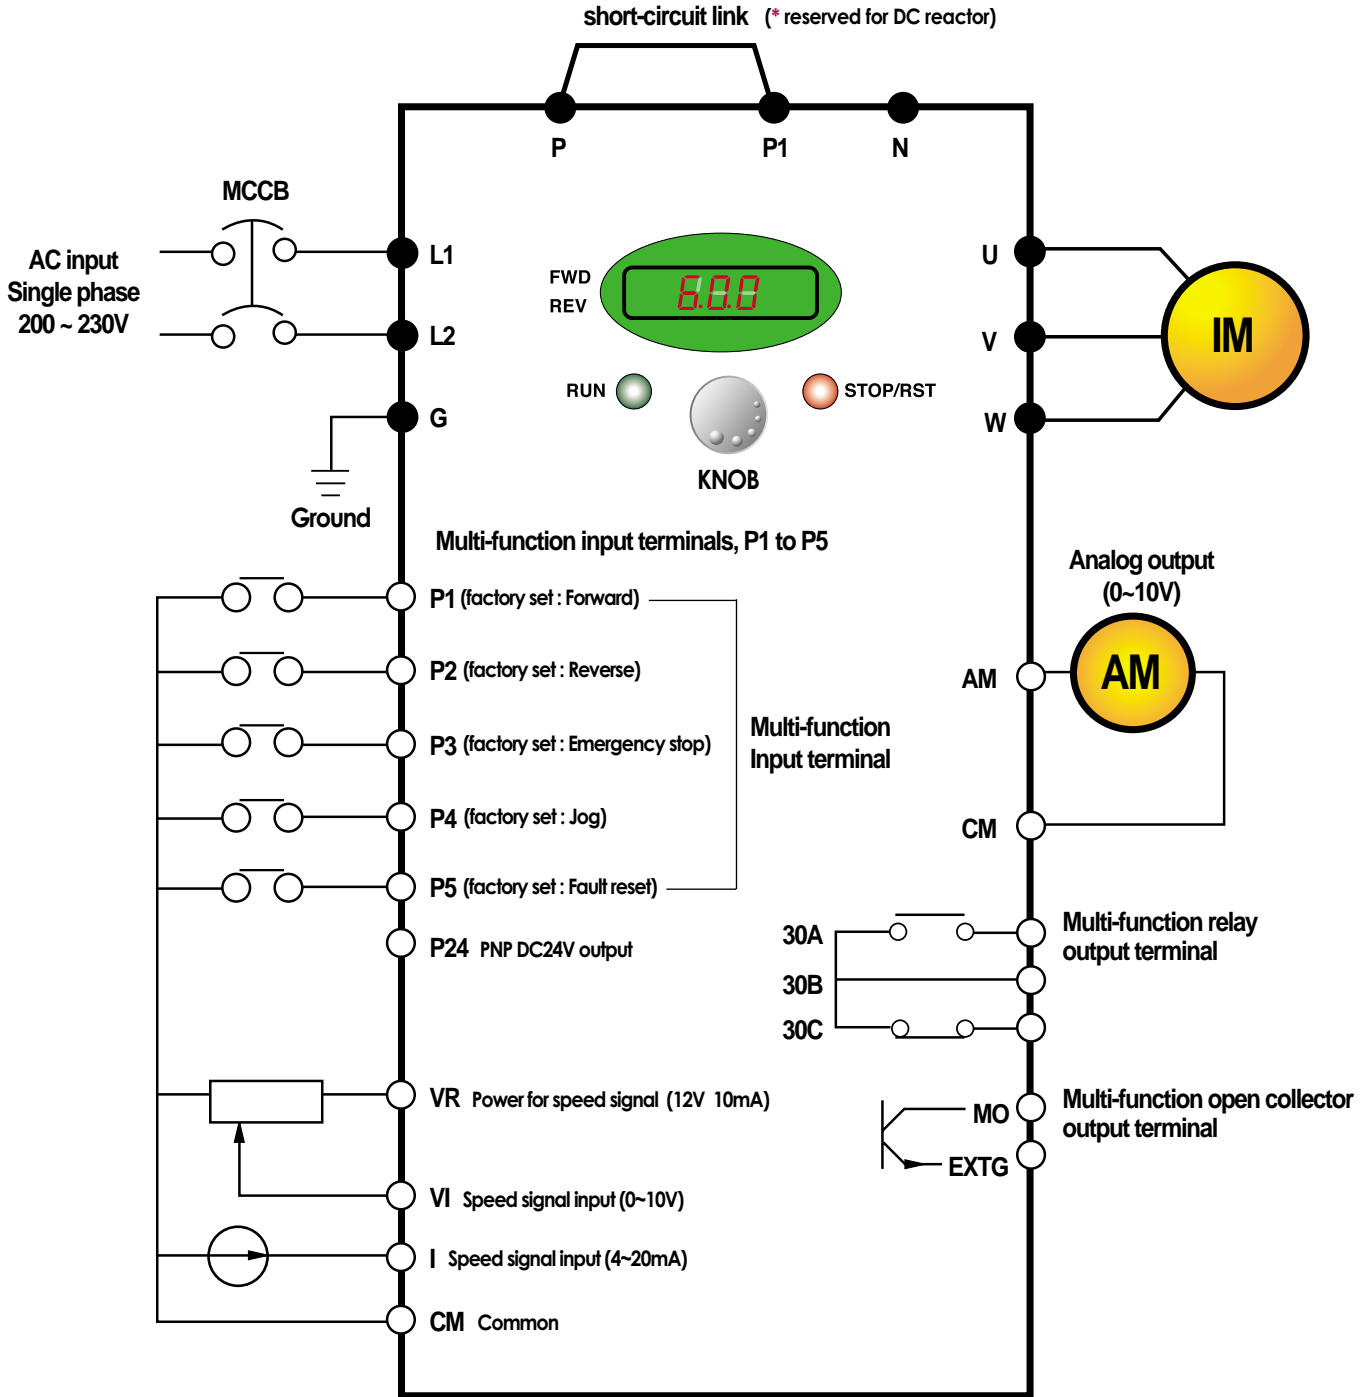 short-circuit link (* reserved for DC reactor)
P
P1
N
MCCB
AC input
Single phase
200 ~ 230V
L1
L2
G
Ground
FWD
REV
6.0.0
RUN
STOP/RST
KNOB
U
V
W
IM
Multi-function input terminals, P1 to P5
P1 (factory set : Forward)
P2 (factory set : Reverse)
P3 (factory set : Emergency stop)
P4 (factory set : Jog)
P5 (factory set : Fault reset)
Multi-function
Input terminal
P24 PNP DC24V output
VR Power for speed signal (12V 10mA)
VI Speed signal input (0~10V)
I Speed signal input (4~20mA)
CM Common
Analog output
(0~10V)
AM
AM
CM
30A
30B
30C
Multi-function relay
output terminal
MO
EXTG
Multi-function open collector
output terminal